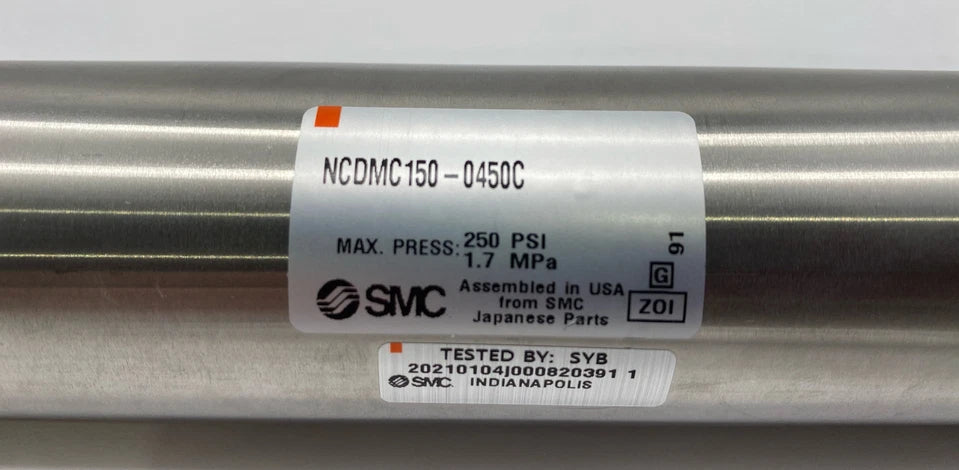 NCDMC150-0450C
MAX. PRESS: 250 PSI
1.7 MPa
91
G
ZOI
SMC
Assembled in USA
from SMC
Japanese Parts
TESTED BY: SYB
20210104J000820391 1
SMC. INDIANAPOLIS